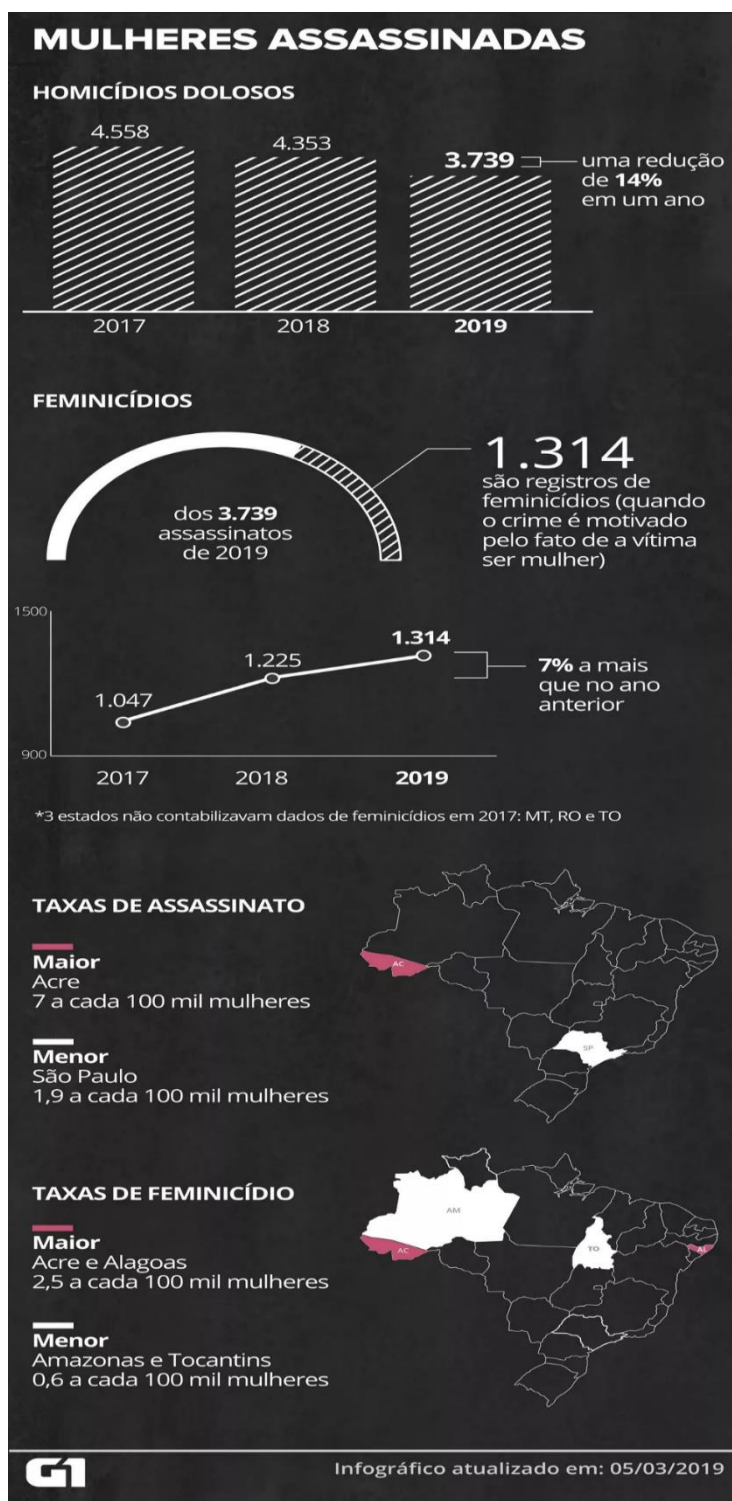 MULHERES ASSASSINADAS
HOMICÍDIOS DOLOSOS
4.558
4.353
3.739
uma redução
de 14%
em um ano
2017
2018
2019
FEMINICÍDIOS
dos 3.739
assassinatos
de 2019
1.314
são registros de
feminicídios (quando
o crime é motivado
pelo fato de a vítima
ser mulher)
1500
1.047
1.225
1.314
7% a mais
que no ano
anterior
900
2017
2018
2019
*3 estados não contabilizavam dados de feminicídios em 2017: MT, RO e TO
TAXAS DE ASSASSINATO
Maior
Acre
7 a cada 100 mil mulheres
Menor
São Paulo
1,9 a cada 100 mil mulheres
AC
SP
TAXAS DE FEMINICÍDIO
Maior
Acre e Alagoas
2,5 a cada 100 mil mulheres
Menor
Amazonas e Tocantins
0,6 a cada 100 mil mulheres
AM
AC
TO
AL
G1
Infográfico atualizado em: 05/03/2019